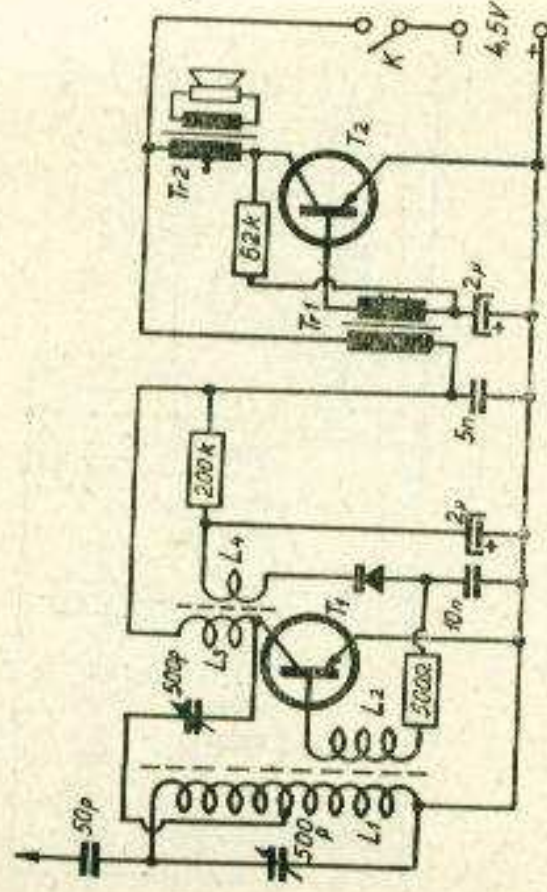 50p
500p
500p
L1
L2
L3
L4
T1
500Ω
200k
10n
2µ
+
5n
Tr1
2µ
+
62k
Tr2
T2
K
-
4,5V
+